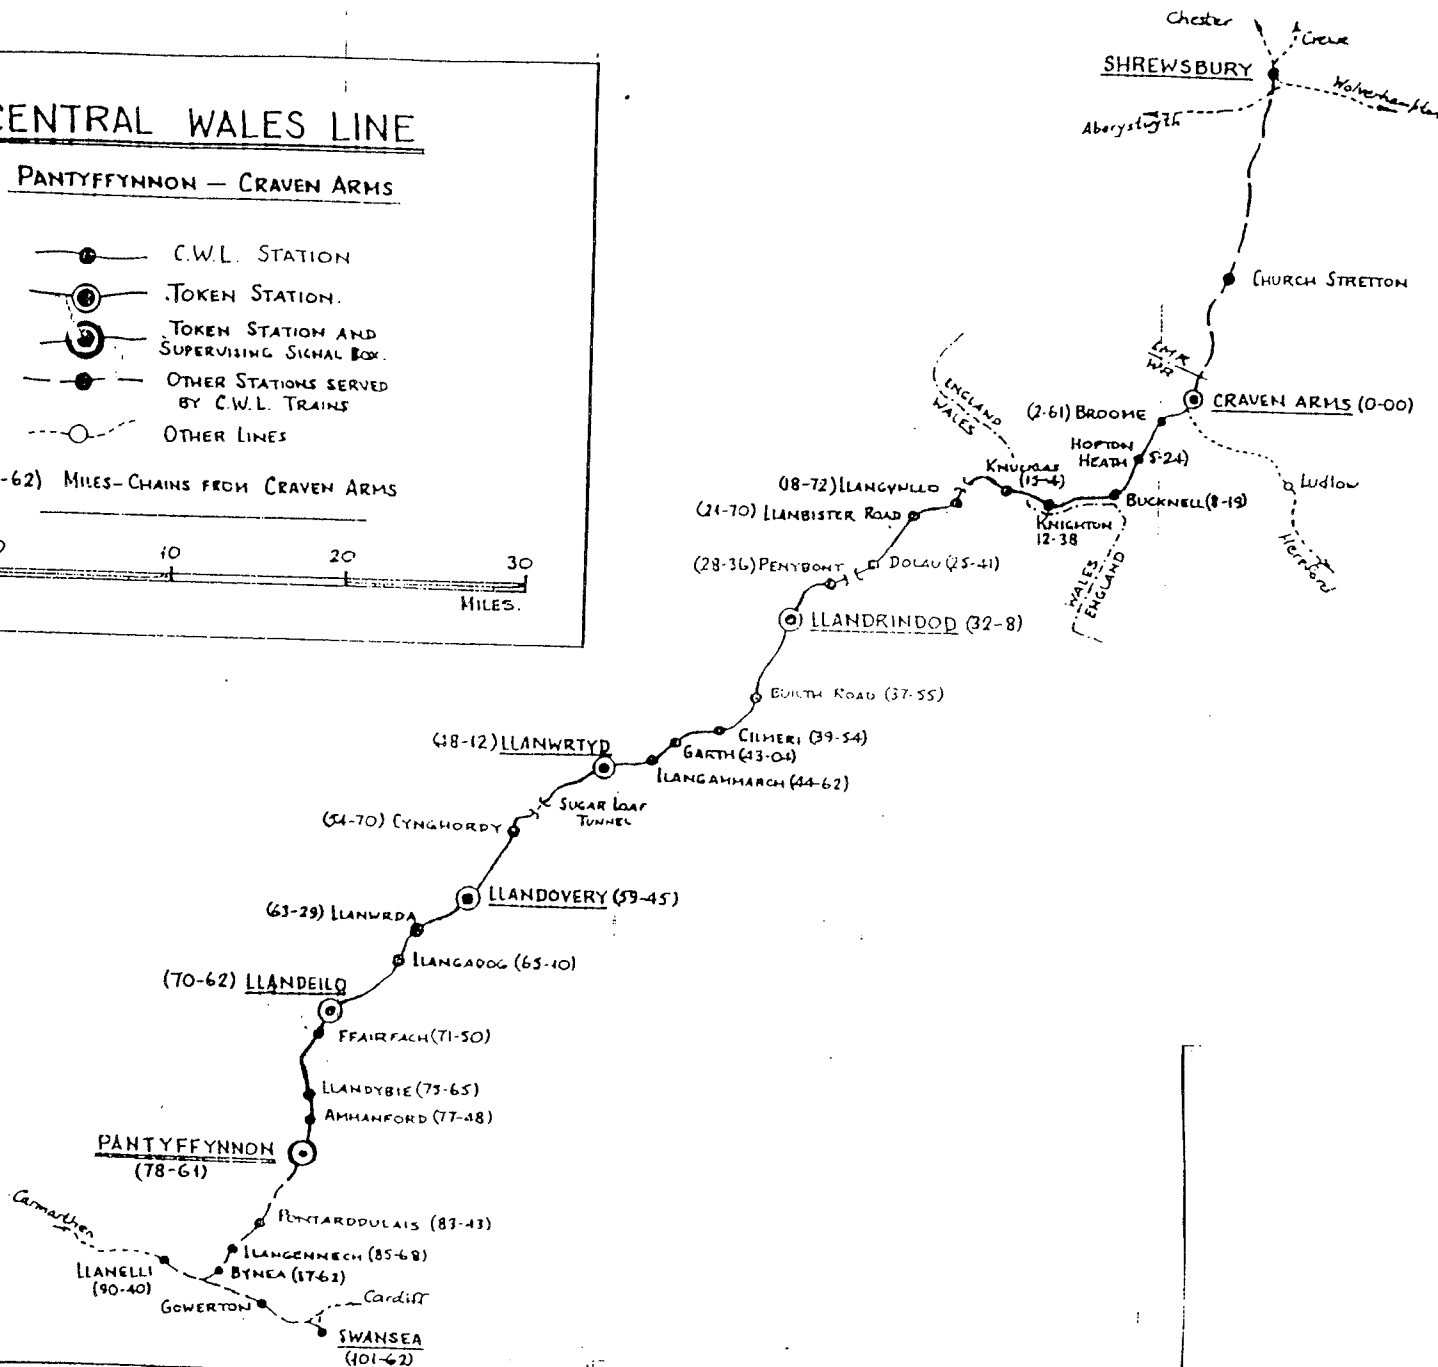 CENTRAL WALES LINE
PANTYFFYNNON — CRAVEN ARMS
C.W.L. STATION
TOKEN STATION.
TOKEN STATION AND
SUPERVISING SIGNAL BOX.
OTHER STATIONS SERVED
BY C.W.L. TRAINS
OTHER LINES
-62) MILES-CHAINS FROM CRAVEN ARMS
0 10 20 30
MILES.
Chester
Crewe
SHREWSBURY
Wolverhampton
Aberystwyth
CHURCH STRETTON
LMR
WR
CRAVEN ARMS (0-00)
ENGLAND
WALES
(2-61) BROOME
HOPTON
HEATH 5-24)
KNUCKLAS
Ludlow
(18-72) LLANGYNLLO
BUCKNELL (8-19)
(21-70) LLANBISTER ROAD
KNIGHTON
12-38
Hereford
(28-36) PENYBONT
DOLAU (25-41)
WALES
ENGLAND
LLANDRINDOD (32-8)
BUILTH ROAD (37-55)
CILMERI (39-54)
(48-12) LLANWRTYD
GARTH (43-04)
LLANGAMMARCH (44-62)
SUGAR LOAF
TUNNEL
(54-70) CYNGHORDY
LLANDOVERY (59-45)
(63-29) LLANWRDA
LLANGADOG (65-10)
(70-62) LLANDEILO
FFAIRFACH (71-50)
LLANDYBIE (75-65)
AMMANFORD (77-48)
PANTYFFYNNON
(78-61)
Carmarthen
PONTARDDULAIS (83-43)
LLANGENNECH (85-68)
LLANELLI
(90-40)
BYNEA (87-62)
GOWERTON
Cardiff
SWANSEA
(101-62)